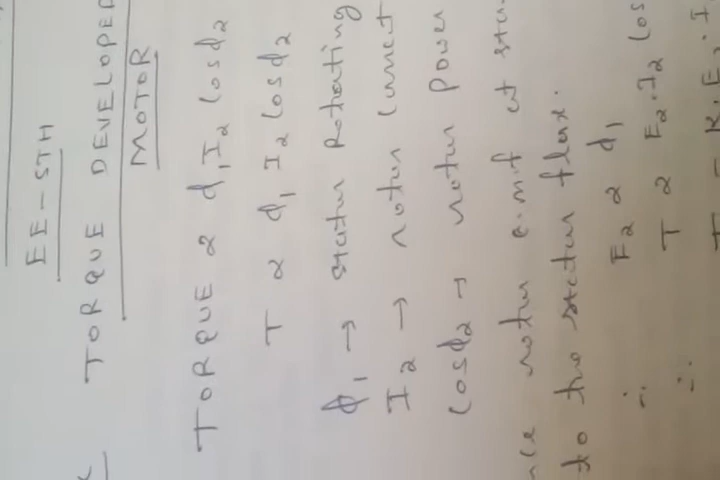 EE-5TH
TORQUE DEVELOPED
MOTOR
TORQUE α ϕ₁ I₂ Cosϕ₂
T α ϕ₁ I₂ Cosϕ₂
ϕ₁ → stator Rotating
I₂ → rotor current
Cosϕ₂ → rotor power
rotor e.m.f at
to the stator flux.
∴ E₂ α ϕ₁
∴ T α E₂.I₂ Cos